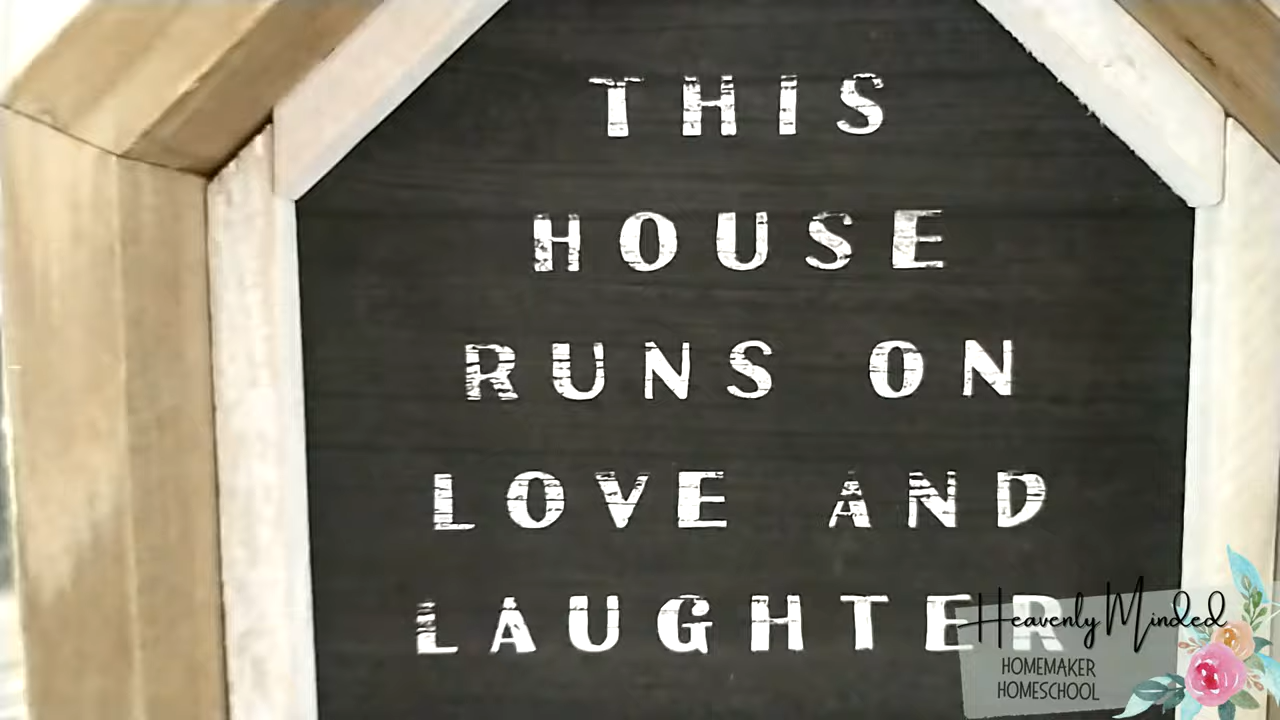 THIS
HOUSE
RUNS ON
LOVE AND
LAUGHTER
Heavenly Minded
HOMEMAKER
HOMESCHOOL